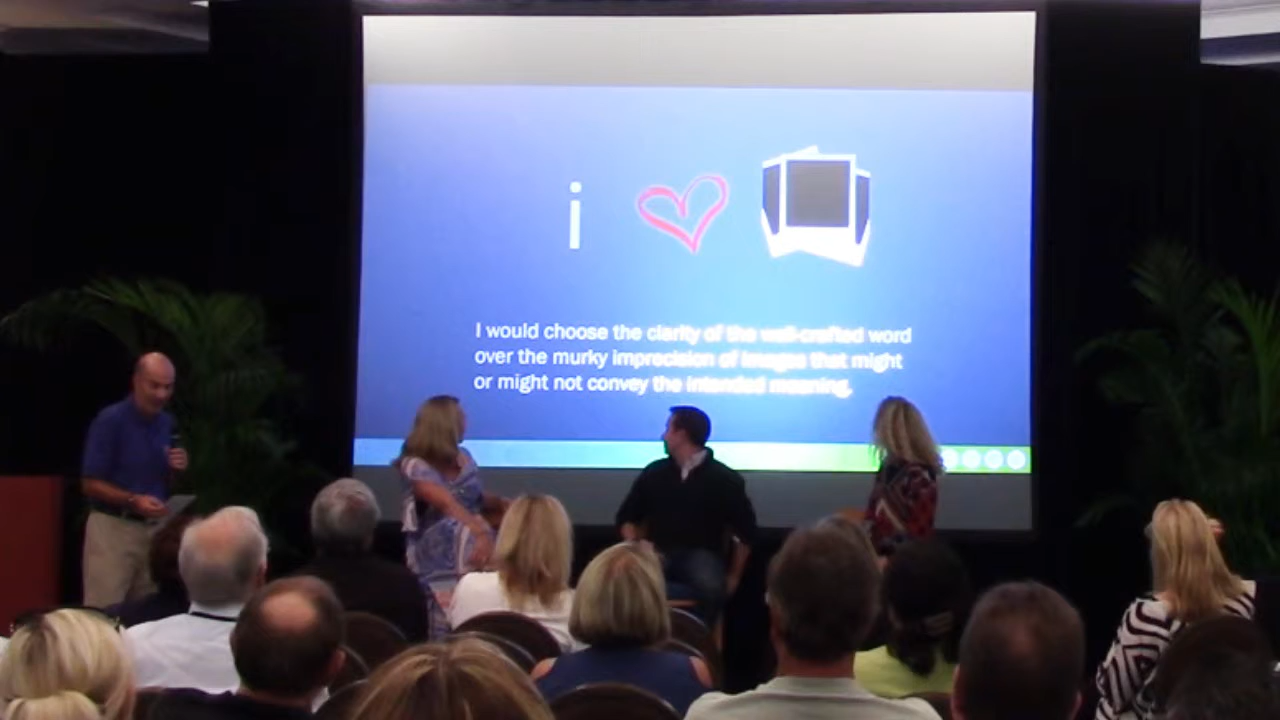 i
I would choose the clarity of the well-crafted word
over the murky imprecision of images that might
or might not convey the intended meaning.